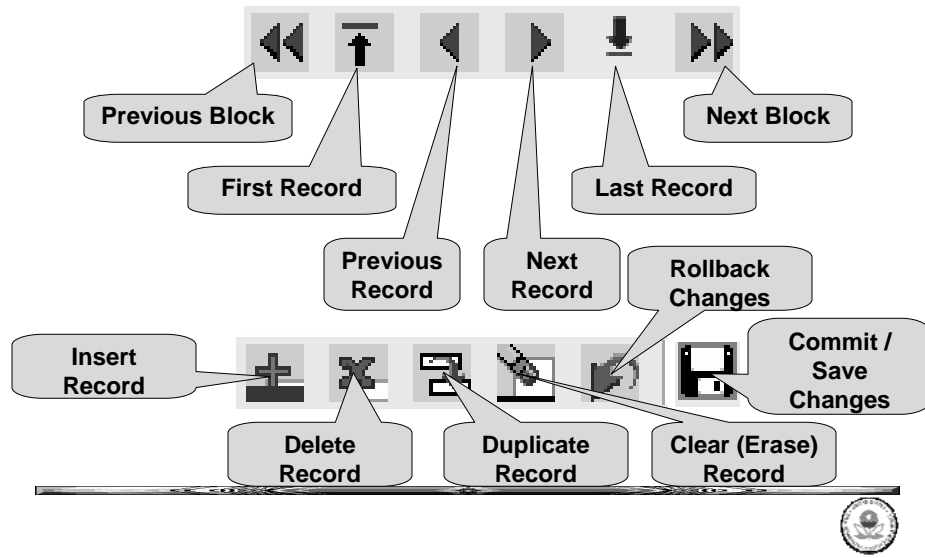 Previous Block
Next Block
First Record
Last Record
Previous
Record
Next
Record
Rollback
Changes
Insert
Record
Commit /
Save
Changes
Delete
Record
Duplicate
Record
Clear (Erase)
Record